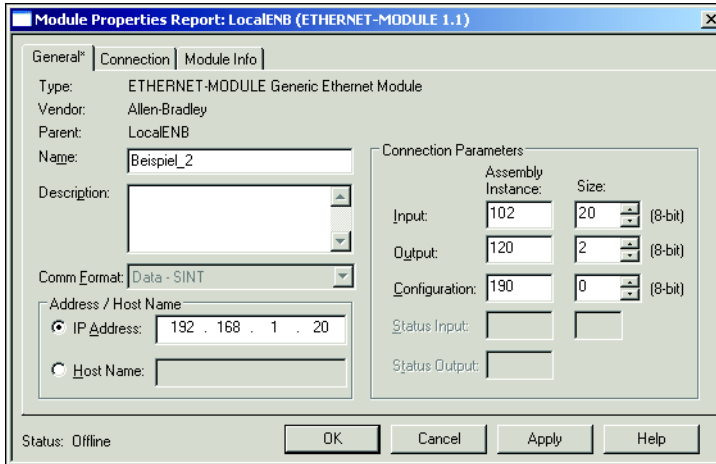 Module Properties Report: LocalENB (ETHERNET-MODULE 1.1)
General* Connection Module Info
Type: ETHERNET-MODULE Generic Ethernet Module
Vendor: Allen-Bradley
Parent: LocalENB
Name: Beispiel_2
Description:
Comm Format: Data - SINT
Address / Host Name
IP Address: 192 . 168 . 1 . 20
Host Name:
Connection Parameters
Assembly Instance: Size:
Input: 102 20 (8-bit)
Output: 120 2 (8-bit)
Configuration: 190 0 (8-bit)
Status Input:
Status Output:
Status: Offline OK Cancel Apply Help